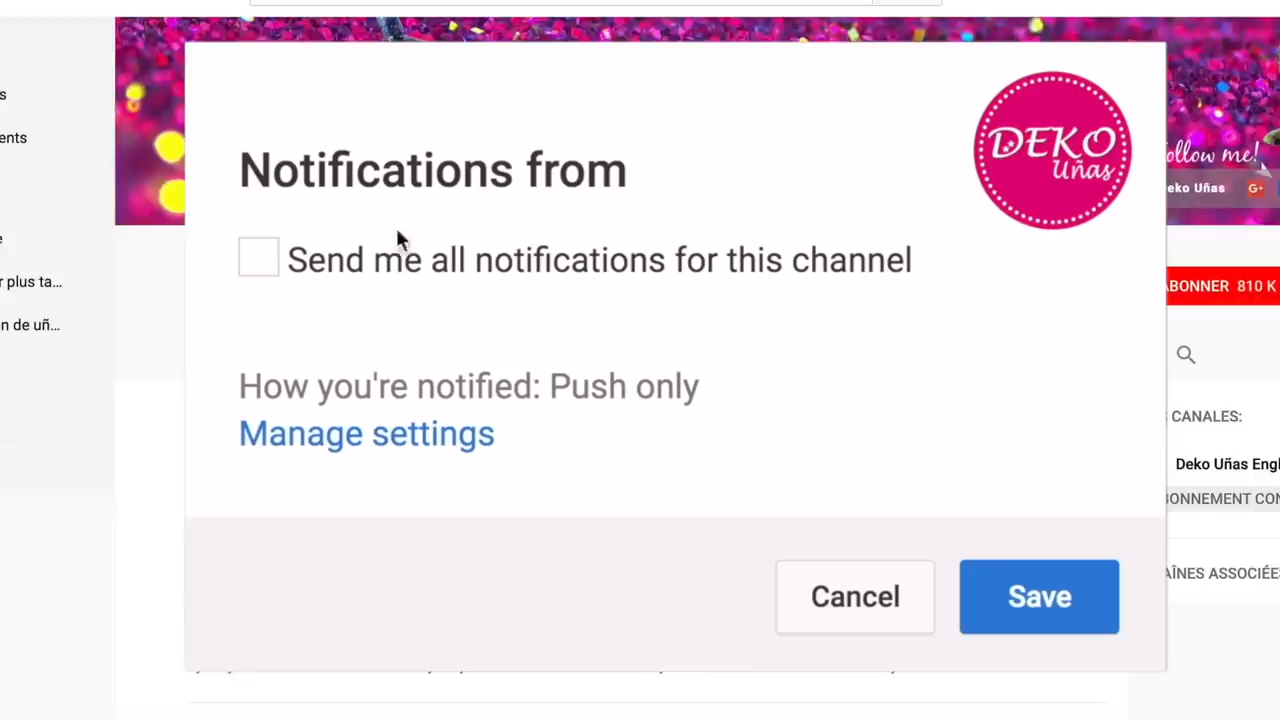 DEKO
Uñas
Notifications from
Send me all notifications for this channel
How you're notified: Push only
Manage settings
Cancel
Save
ents
r plus ta...
n de uñ...
ollow me!
eko Uñas
G+
ABONNER 810 K
CANALES:
Deko Uñas Engl
BONNEMENT CON
AÎNES ASSOCIÉE